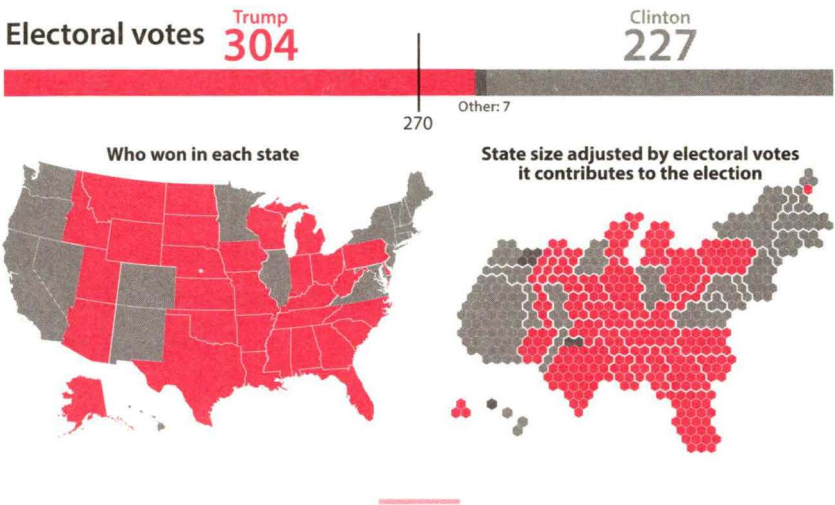 Electoral votes
Trump
304
Clinton
227
Other: 7
270
Who won in each state
State size adjusted by electoral votes
it contributes to the election